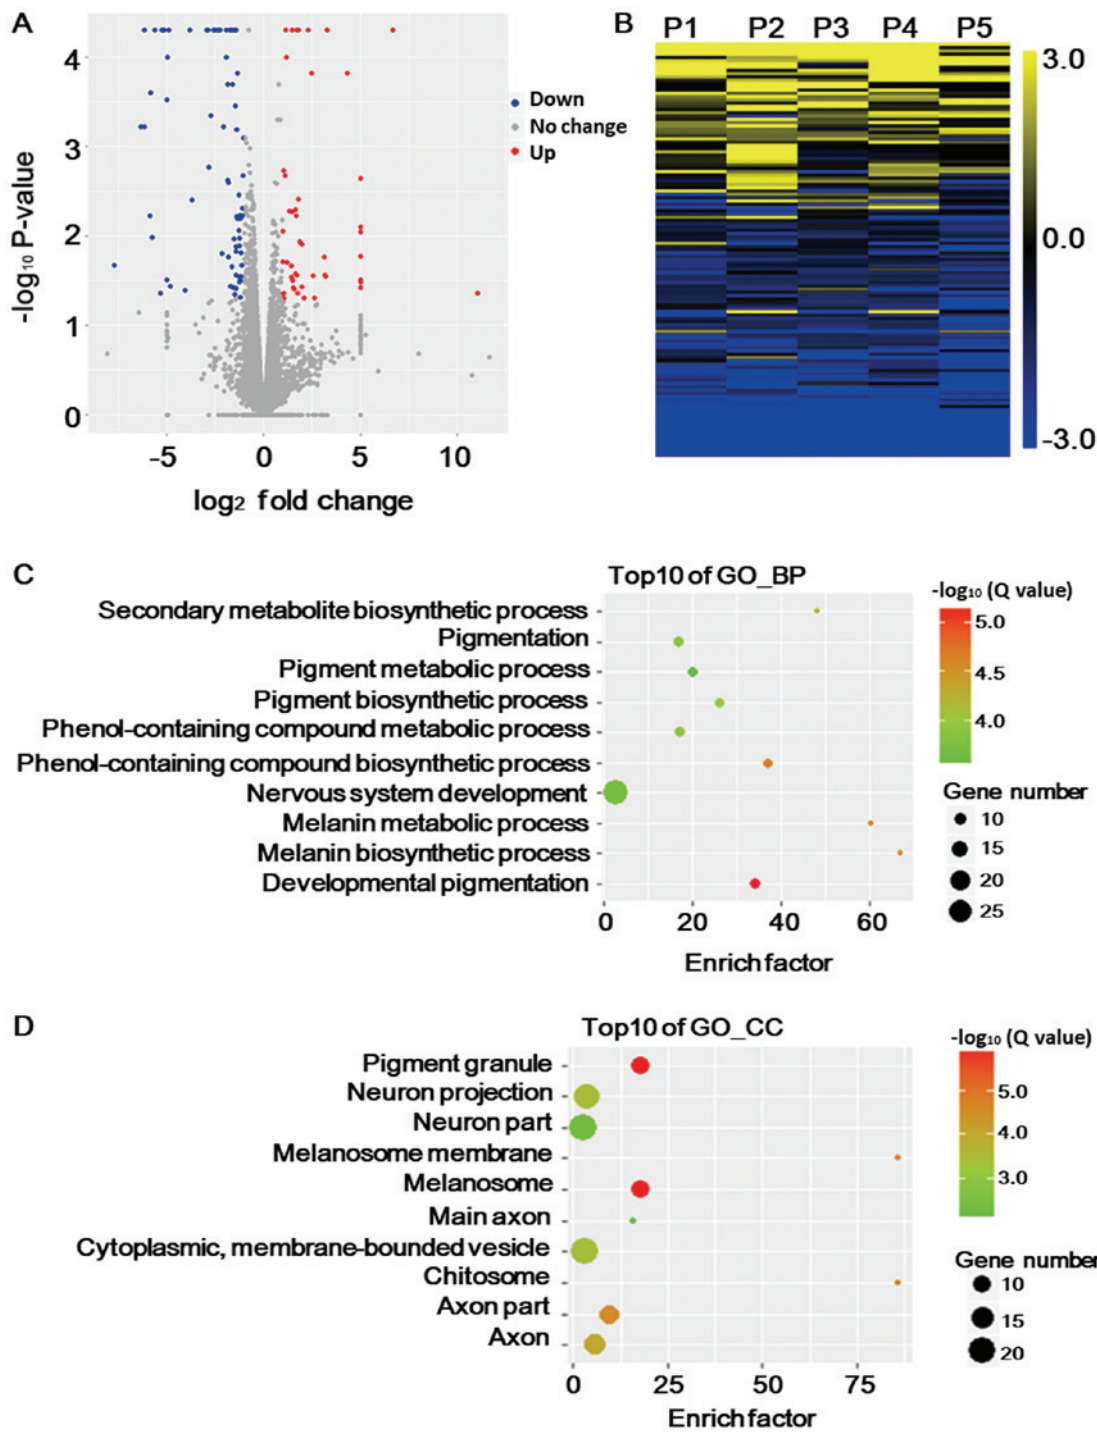 A
4
3
2
1
0
-log₁₀ P-value
-5 0 5 10
log₂ fold change
Down
No change
Up
B
P1 P2 P3 P4 P5
3.0
0.0
-3.0
C
Top10 of GO_BP
Secondary metabolite biosynthetic process
Pigmentation
Pigment metabolic process
Pigment biosynthetic process
Phenol-containing compound metabolic process
Phenol-containing compound biosynthetic process
Nervous system development
Melanin metabolic process
Melanin biosynthetic process
Developmental pigmentation
0 20 40 60
Enrich factor
-log₁₀ (Q value)
5.0
4.5
4.0
Gene number
10
15
20
25
D
Top10 of GO_CC
Pigment granule
Neuron projection
Neuron part
Melanosome membrane
Melanosome
Main axon
Cytoplasmic, membrane-bounded vesicle
Chitosome
Axon part
Axon
0 25 50 75
Enrich factor
-log₁₀ (Q value)
5.0
4.0
3.0
Gene number
10
15
20